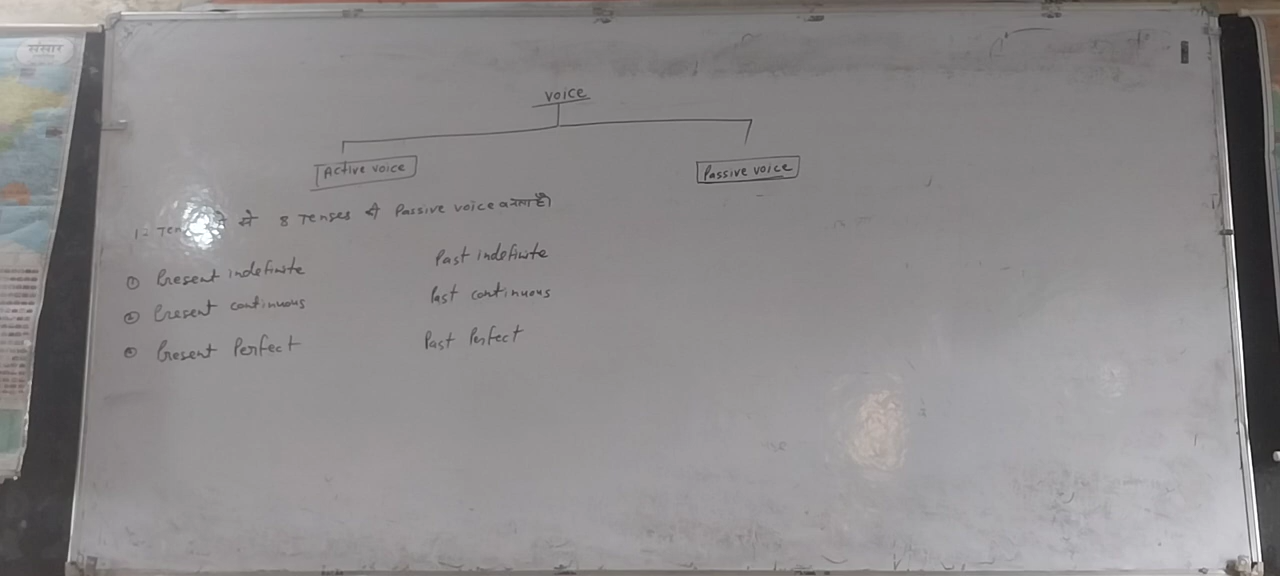 VOICE
Active voice
Passive voice
1- मे से 8 Tenses की Passive voice बनता है।
① Present indefinite
Past indefinite
② Present continuous
Past continuous
③ Present Perfect
Past Perfect